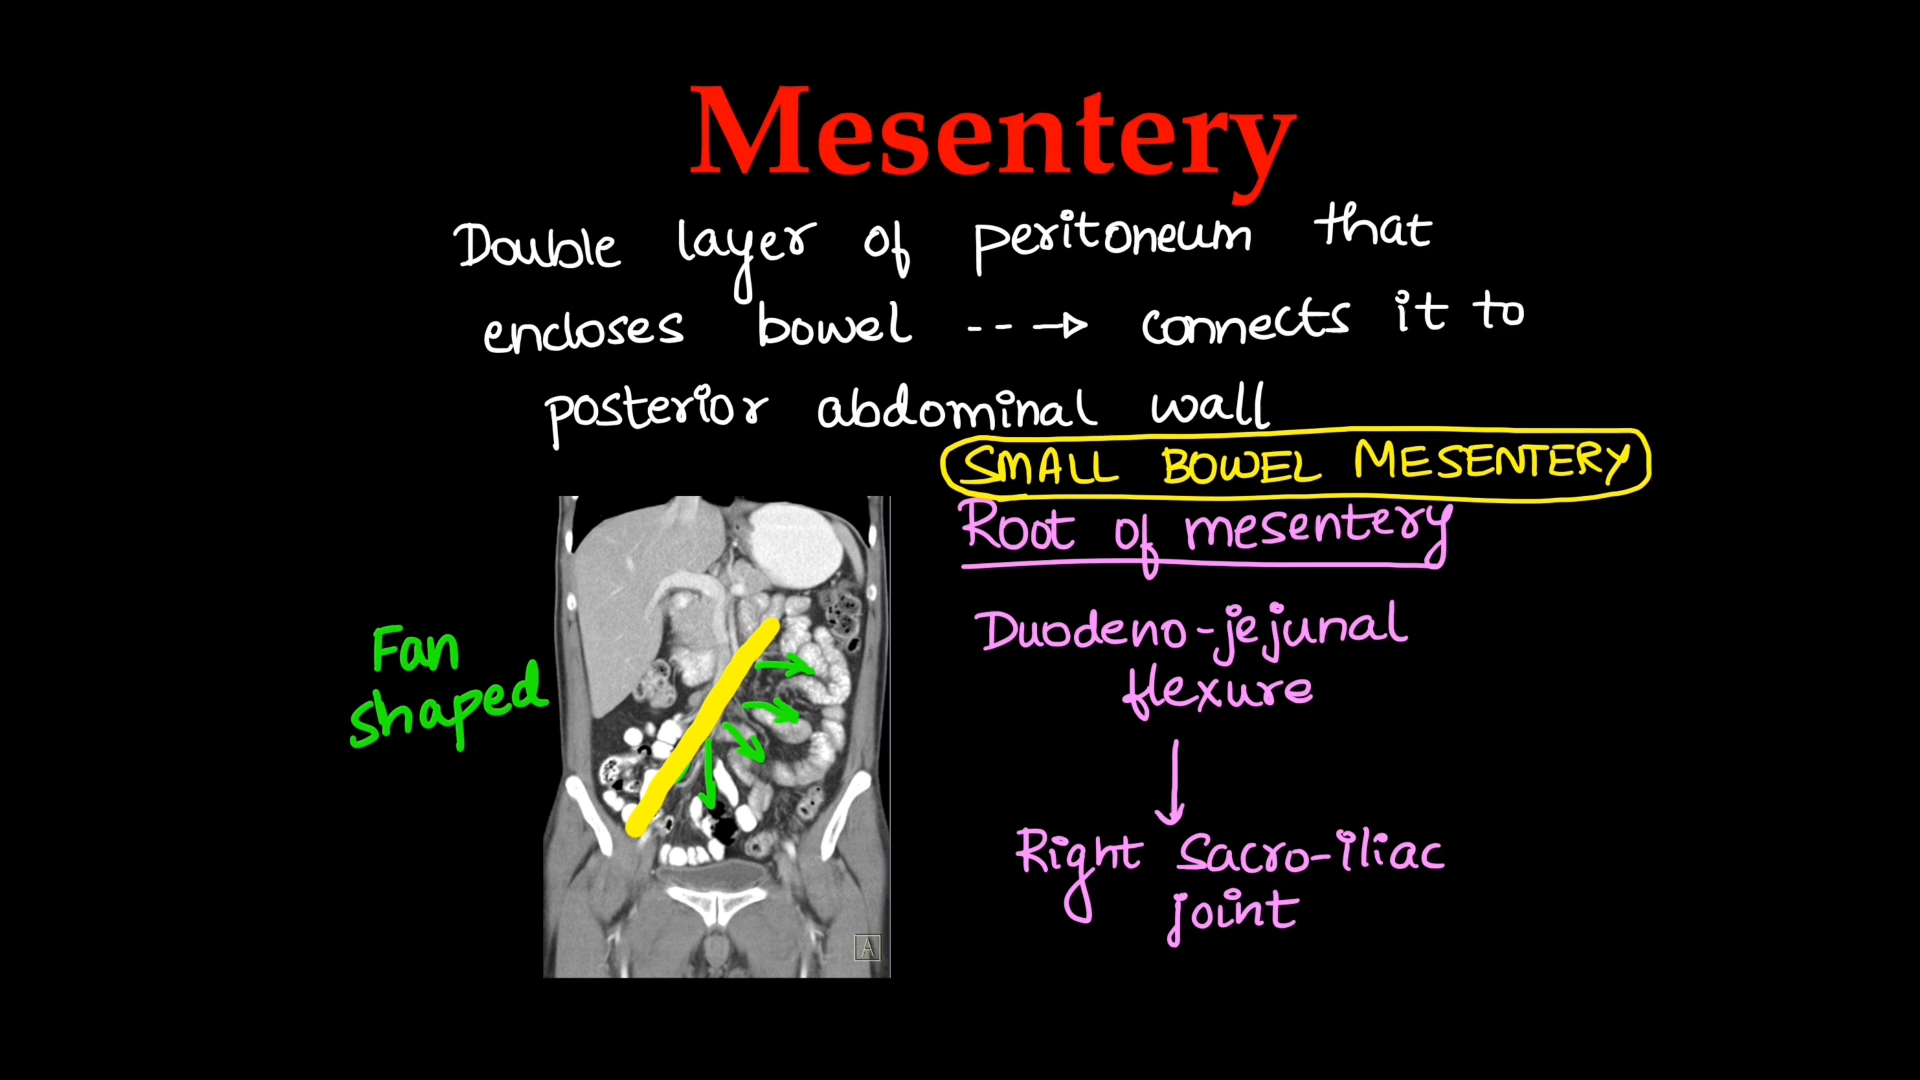 Mesentery
Double layer of peritoneum that
encloses bowel ---> connects it to
posterior abdominal wall
SMALL BOWEL MESENTERY
Root of mesentery
Duodeno-jejunal
flexure
↓
Right Sacro-iliac
joint
Fan
shaped
A